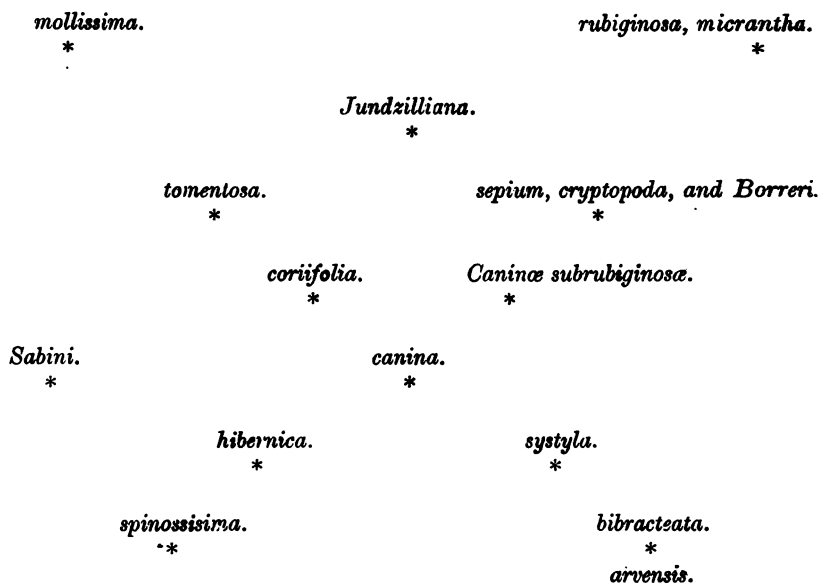 mollissima. rubiginosa, micrantha.
* *
Jundzilliana.
*
tomentosa. sepium, cryptopoda, and Borreri.
* *
coriifolia. Caninæ subrubiginosæ.
* *
Sabini. canina.
* *
hibernica. systyla.
* *
spinossisima. bibracteata.
* *
arvensis.